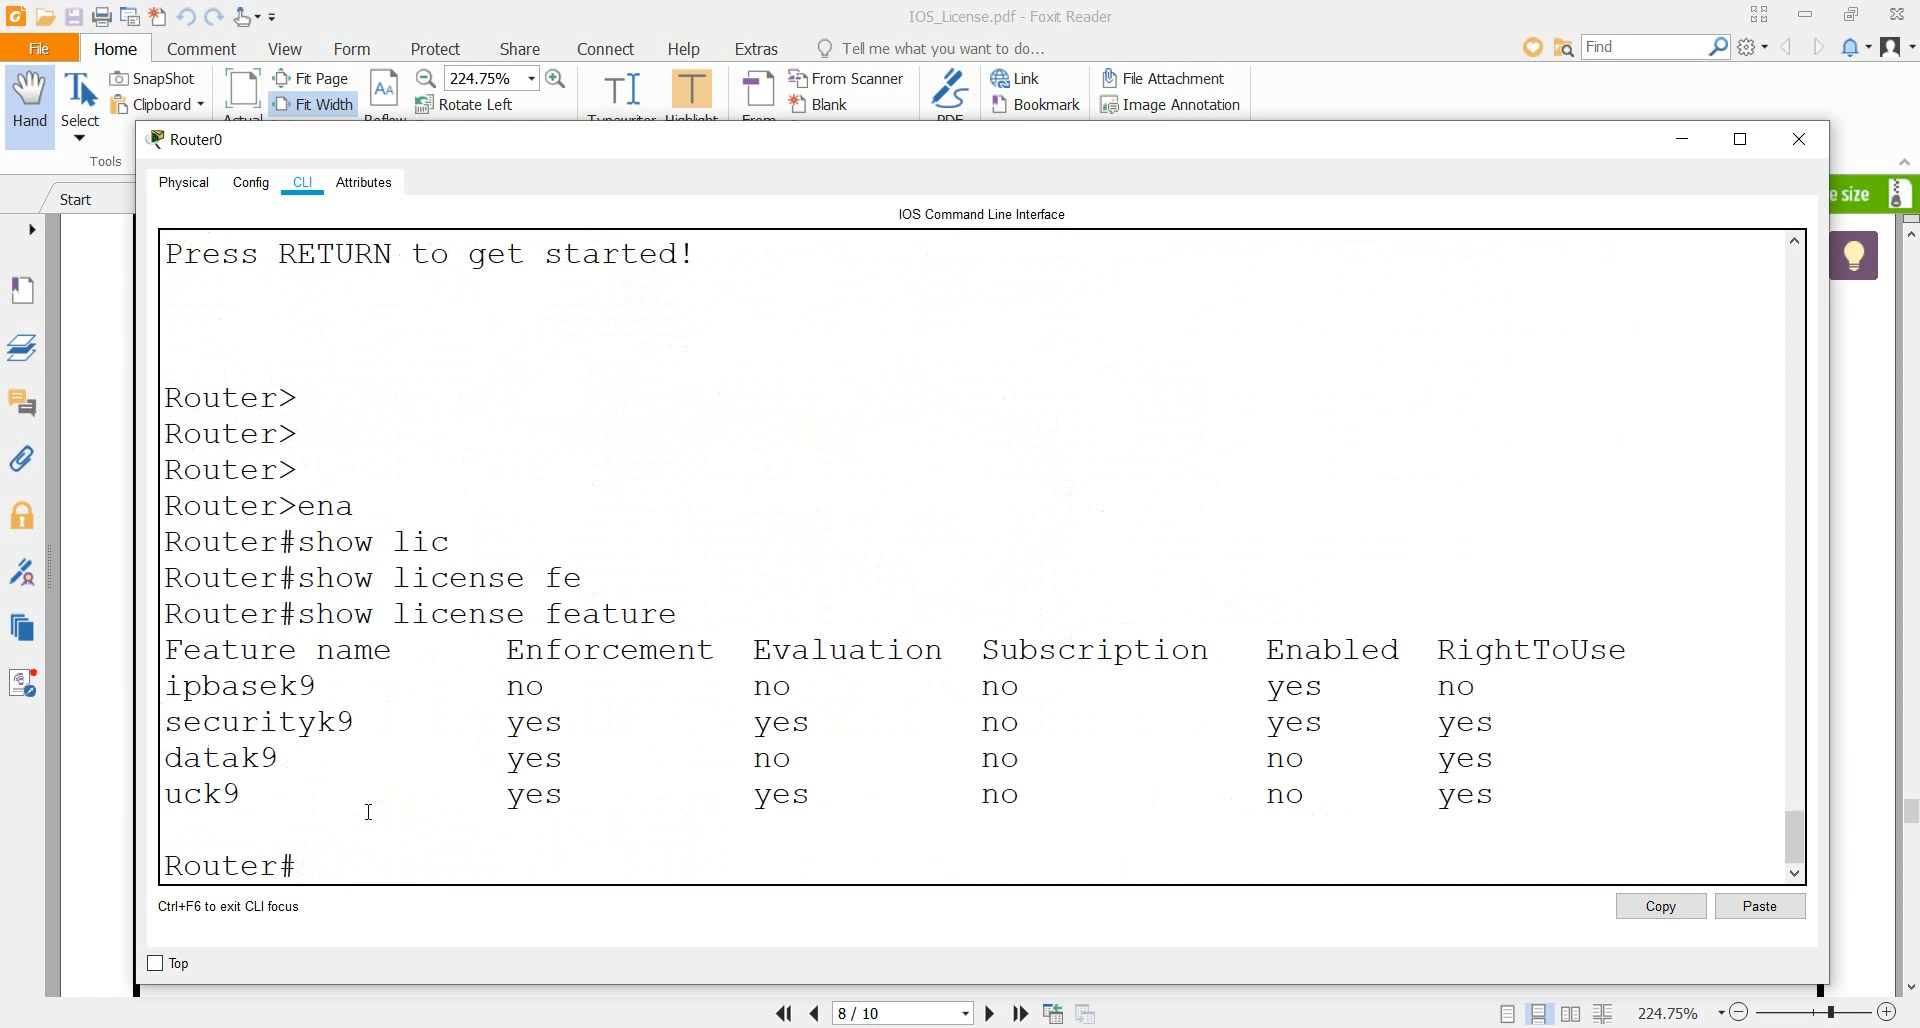 IOS_License.pdf - Foxit Reader
File Home Comment View Form Protect Share Connect Help Extras Tell me what you want to do... Find
Hand
Select
SnapShot
Clipboard
Tools
Fit Page
Fit Width
224.75%
Rotate Left
From Scanner
Blank
Link
Bookmark
File Attachment
Image Annotation
Start
e size
Router0
Physical Config CLI Attributes
IOS Command Line Interface
Press RETURN to get started!
Router>
Router>
Router>
Router>ena
Router#show lic
Router#show license fe
Router#show license feature
Feature name Enforcement Evaluation Subscription Enabled RightToUse
ipbasek9 no no no yes no
securityk9 yes yes no yes yes
datak9 yes no no no yes
uck9 yes yes no no yes
Router#
Ctrl+F6 to exit CLI focus
Copy Paste
Top
8 / 10
224.75%